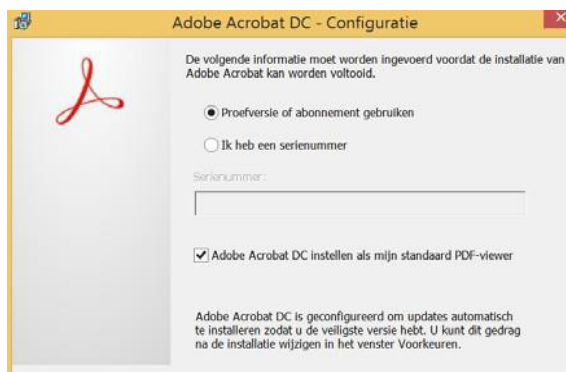 Adobe Acrobat DC - Configuratie
De volgende informatie moet worden ingevoerd voordat de installatie van
Adobe Acrobat kan worden voltooid.
Proefversie of abonnement gebruiken
Ik heb een serienummer
Serienummer:
Adobe Acrobat DC instellen als mijn standaard PDF-viewer
Adobe Acrobat DC is geconfigureerd om updates automatisch
te installeren zodat u de veiligste versie hebt. U kunt dit gedrag
na de installatie wijzigen in het venster Voorkeuren.